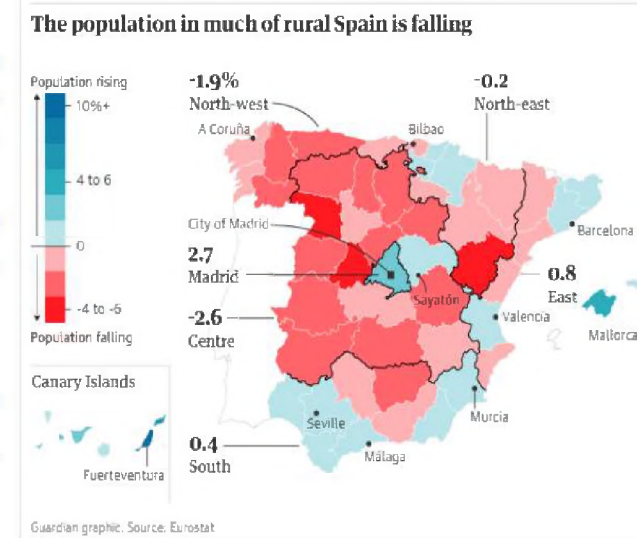 The population in much of rural Spain is falling
Population rising
10%+
4 to 6
0
-4 to -6
Population falling
-1.9%
North-west
-0.2
North-east
A Coruña
Bilbao
City of Madrid
2.7
Madrid
Barcelona
Sayatón
0.8
East
-2.6
Centre
Valencia
Mallorca
Canary Islands
Fuerteventura
Seville
Murcia
0.4
South
Málaga
Guardian graphic. Source: Eurostat